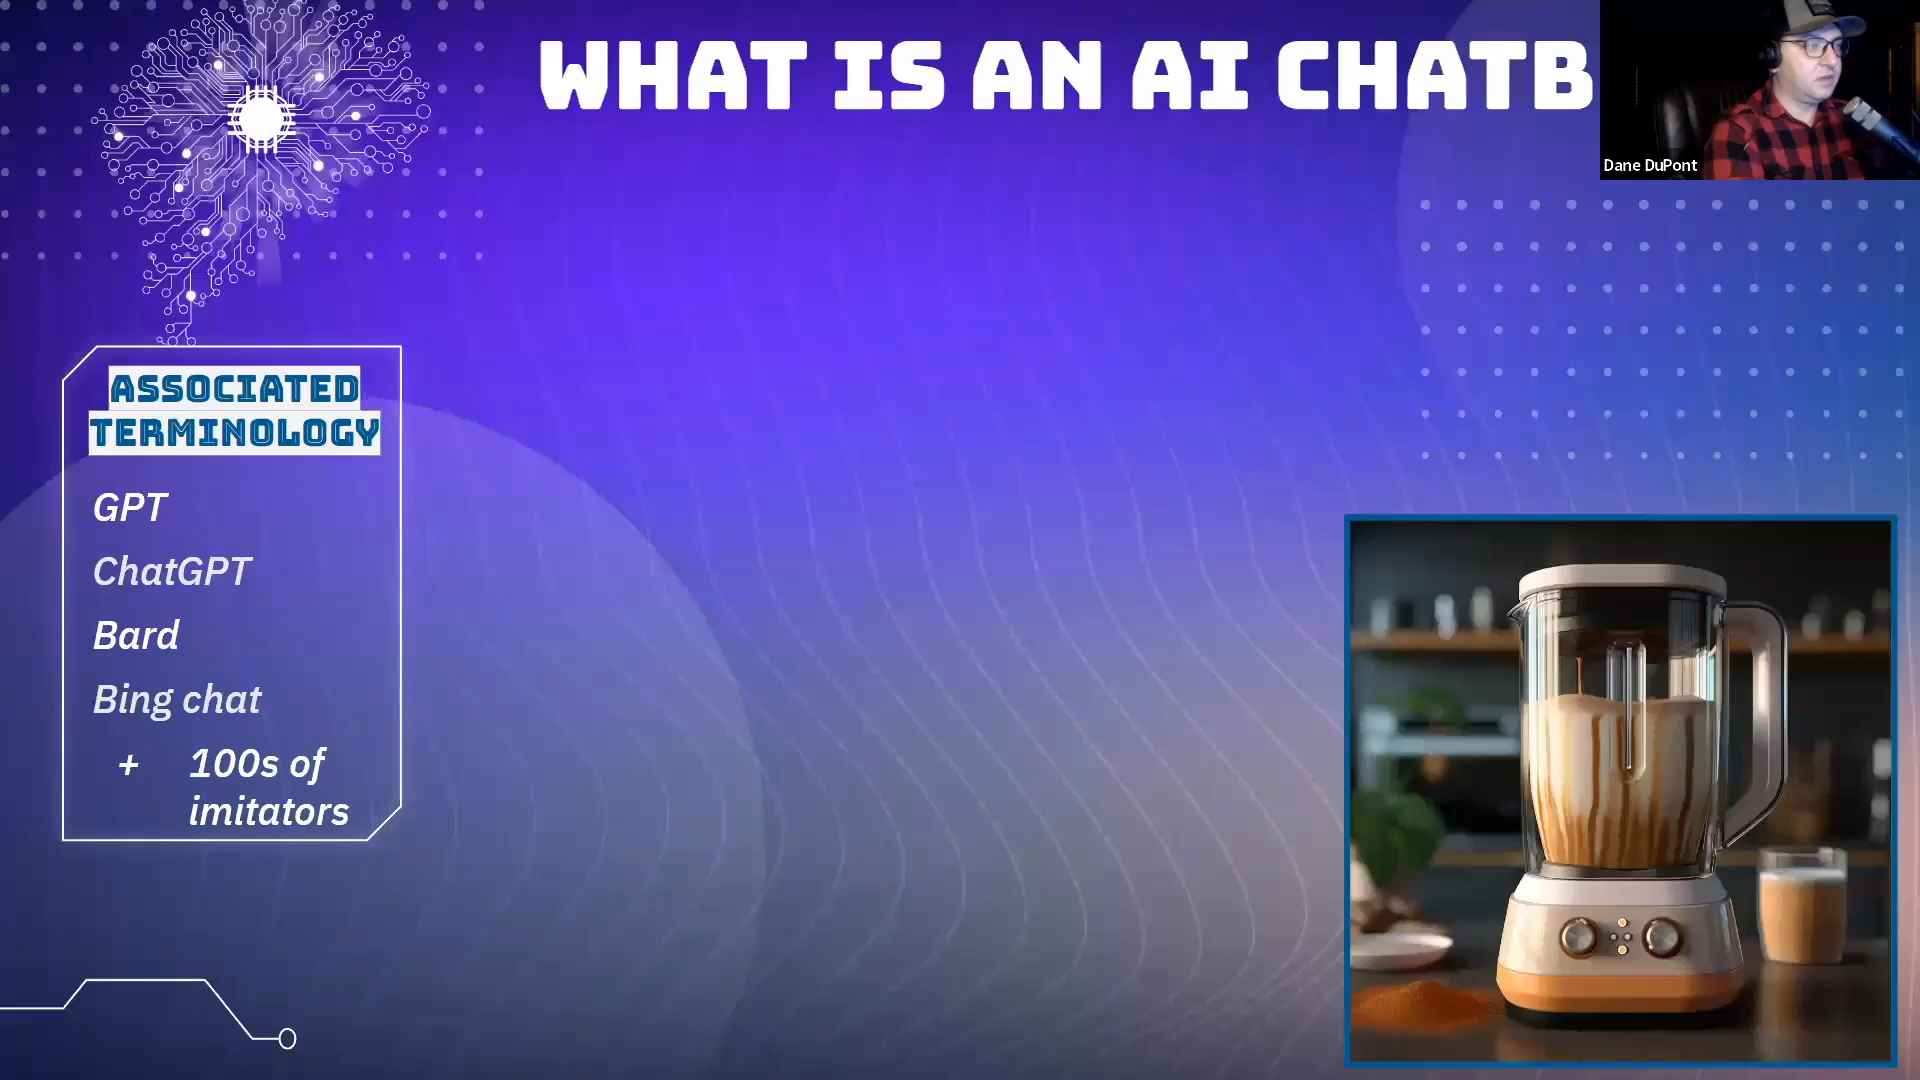 WHAT IS AN AI CHATB
Dane DuPont
ASSOCIATED
TERMINOLOGY
GPT
ChatGPT
Bard
Bing chat
+ 100s of
imitators